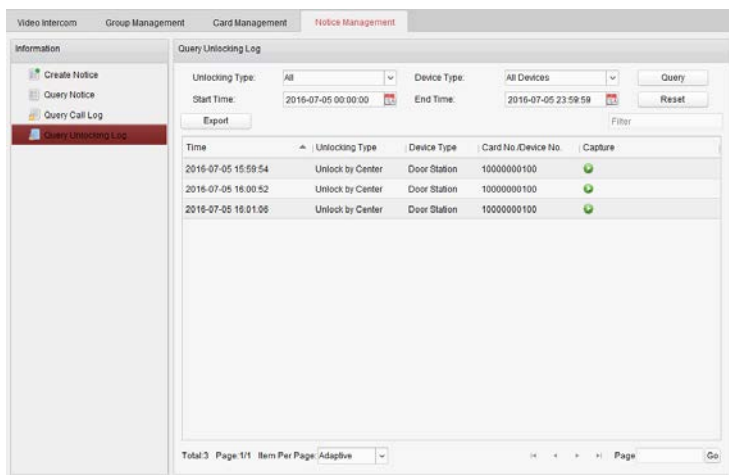 Video Intercom Group Management Card Management Notice Management
Information
Create Notice
Query Notice
Query Call Log
Query Unlocking Log
Query Unlocking Log
Unlocking Type: All Device Type: All Devices Query
Start Time: 2016-07-05 00:00:00 End Time: 2016-07-05 23:59:59 Reset
Export Filter
Time Unlocking Type Device Type Card No./Device No. Capture
2016-07-05 15:59:54 Unlock by Center Door Station 10000000100
2016-07-05 16:00:52 Unlock by Center Door Station 10000000100
2016-07-05 16:01:06 Unlock by Center Door Station 10000000100
Total:3 Page:1/1 Item Per Page: Adaptive Page Go